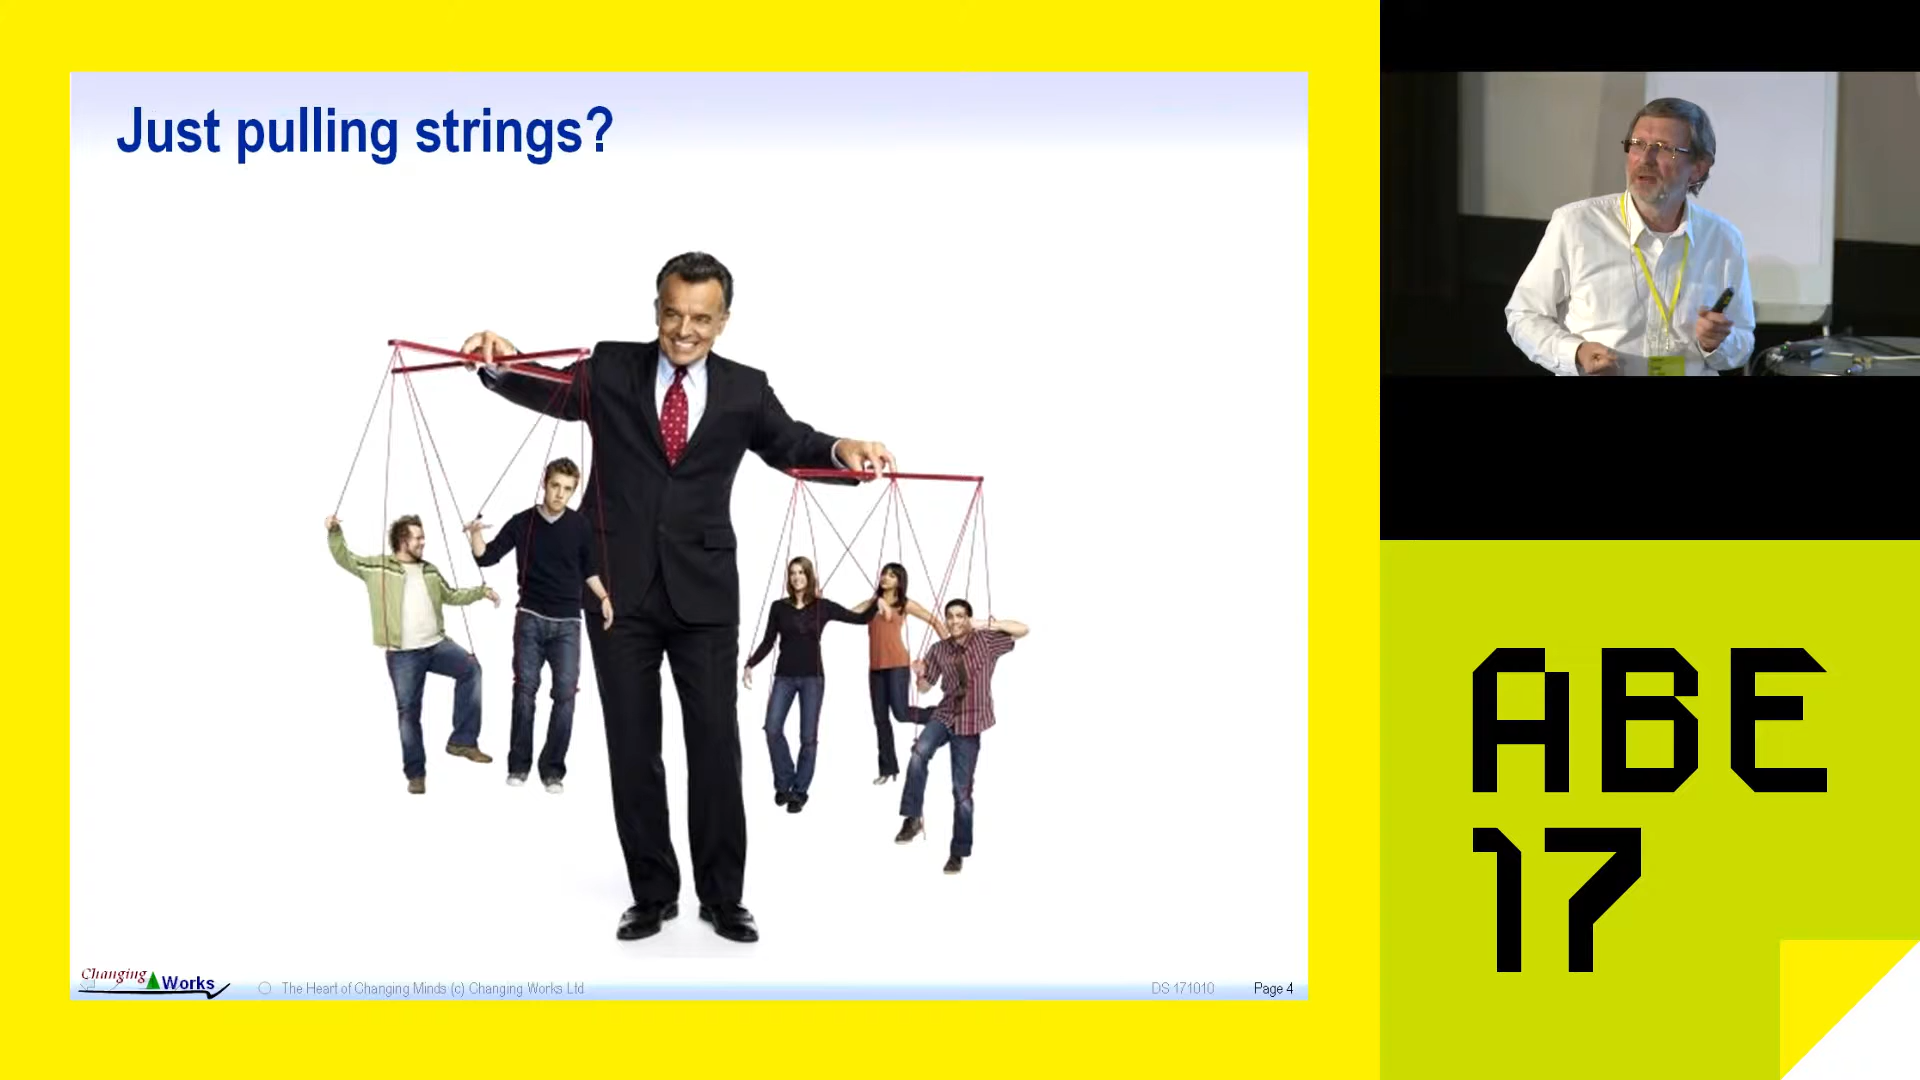 Just pulling strings?
Changing Works
The Heart of Changing Minds (c) Changing Works Ltd
DS 171010
Page 4
ABE
17